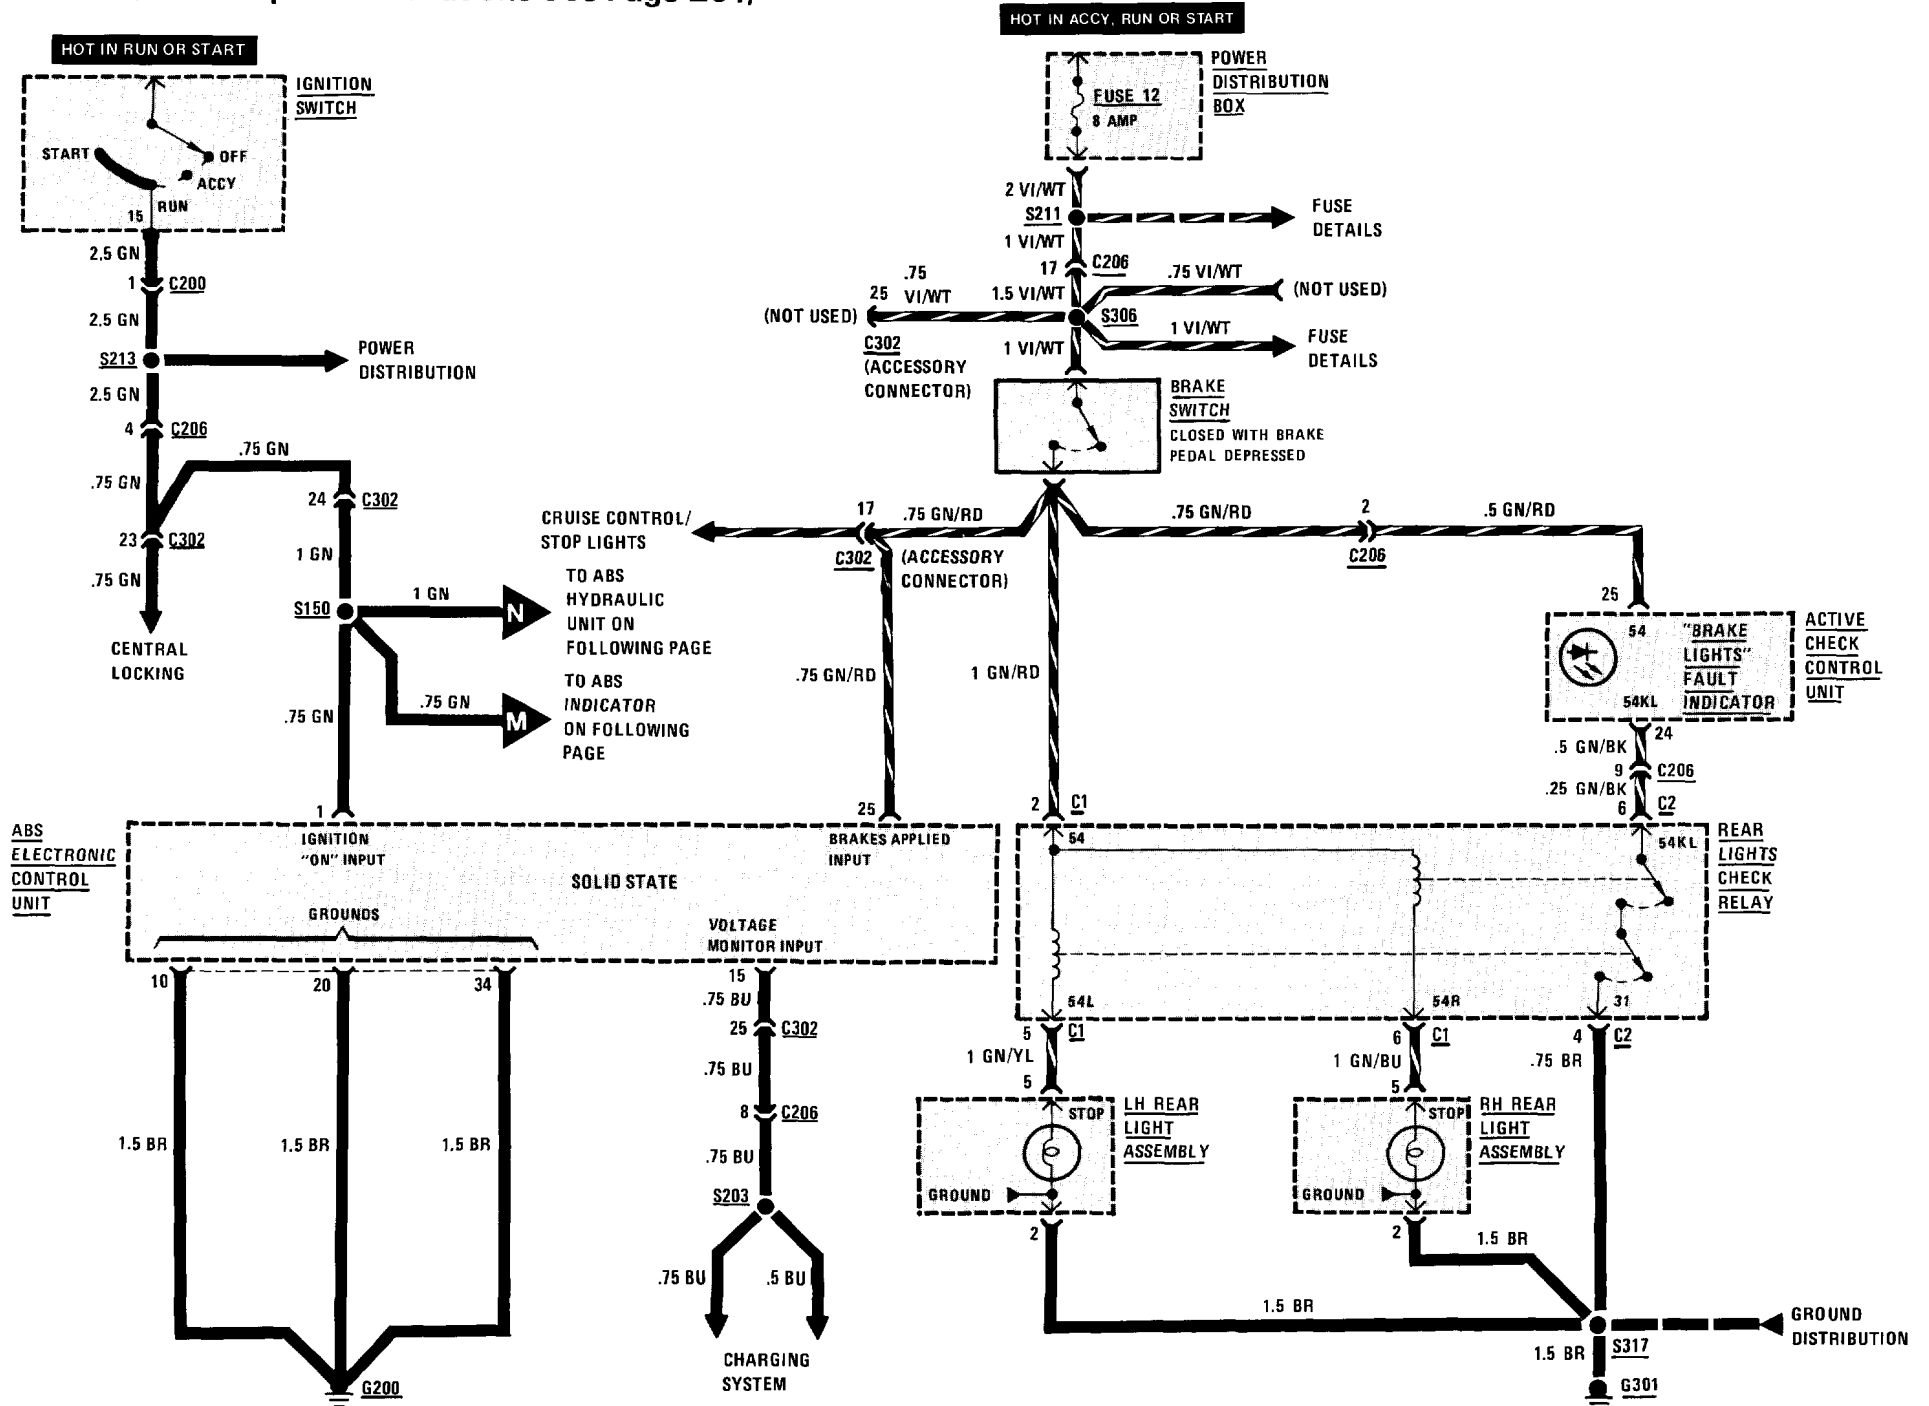 HOT IN RUN OR START
IGNITION
SWITCH
START
OFF
ACCY
RUN
15
2.5 GN
1
C200
2.5 GN
S213
POWER
DISTRIBUTION
2.5 GN
4
C206
.75 GN
.75 GN
24
C302
23
C302
1 GN
.75 GN
CENTRAL
LOCKING
S150
1 GN
N
TO ABS
HYDRAULIC
UNIT ON
FOLLOWING PAGE
.75 GN
.75 GN
M
TO ABS
INDICATOR
ON FOLLOWING
PAGE
HOT IN ACCY, RUN OR START
POWER
DISTRIBUTION
BOX
FUSE 12
8 AMP
2 VI/WT
S211
FUSE
DETAILS
1 VI/WT
17
C206
.75 VI/WT
(NOT USED)
.75
VI/WT
25
1.5 VI/WT
(NOT USED)
S306
C302
(ACCESSORY
CONNECTOR)
1 VI/WT
FUSE
DETAILS
1 VI/WT
BRAKE
SWITCH
CLOSED WITH BRAKE
PEDAL DEPRESSED
CRUISE CONTROL/
STOP LIGHTS
17
.75 GN/RD
C302
(ACCESSORY
CONNECTOR)
.75 GN/RD
2
.5 GN/RD
C206
.75 GN/RD
1 GN/RD
25
54
"BRAKE
LIGHTS"
FAULT
INDICATOR
54KL
ACTIVE
CHECK
CONTROL
UNIT
24
.5 GN/BK
9
C206
.25 GN/BK
6
C2
ABS
ELECTRONIC
CONTROL
UNIT
1
IGNITION
"ON" INPUT
25
BRAKES APPLIED
INPUT
SOLID STATE
GROUNDS
VOLTAGE
MONITOR INPUT
2
C1
54
54KL
REAR
LIGHTS
CHECK
RELAY
54L
54R
31
10
20
34
1.5 BR
1.5 BR
1.5 BR
G200
15
.75 BU
25
C302
.75 BU
8
C206
.75 BU
S203
.75 BU
.5 BU
CHARGING
SYSTEM
5
C1
1 GN/YL
5
6
C1
1 GN/BU
5
4
C2
.75 BR
STOP
LH REAR
LIGHT
ASSEMBLY
GROUND
2
STOP
RH REAR
LIGHT
ASSEMBLY
GROUND
2
1.5 BR
1.5 BR
GROUND
DISTRIBUTION
1.5 BR
S317
G301